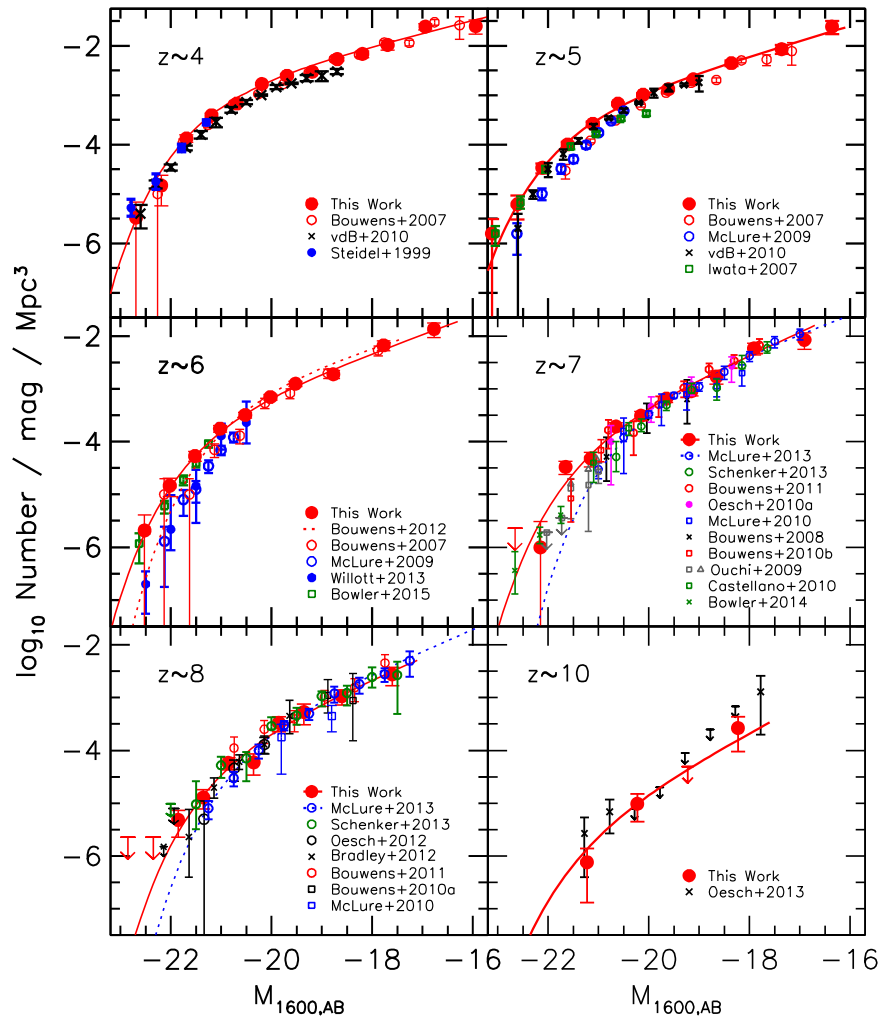 z~4
This Work
Bouwens+2007
vdB+2010
Steidel+1999
−2
−4
−6
z~5
This Work
Bouwens+2007
McLure+2009
vdB+2010
Iwata+2007
z~6
This Work
Bouwens+2012
Bouwens+2007
McLure+2009
Willott+2013
Bowler+2015
−2
−4
−6
z~7
This Work
McLure+2013
Schenker+2013
Bouwens+2011
Oesch+2010a
McLure+2010
Bouwens+2008
Bouwens+2010b
Ouchi+2009
Castellano+2010
Bowler+2014
z~8
This Work
McLure+2013
Schenker+2013
Oesch+2012
Bradley+2012
Bouwens+2011
Bouwens+2010a
McLure+2010
−2
−4
−6
z~10
This Work
Oesch+2013
log₁₀ Number / mag / Mpc³
−22 −20 −18 −16
−22 −20 −18 −16
M₁₆₀₀,AB
M₁₆₀₀,AB